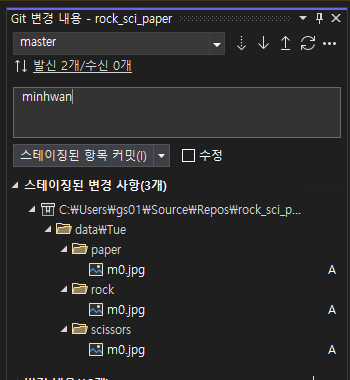 Git 변경 내용 - rock_sci_paper
master
발신 2개/수신 0개
minhwan
스테이징된 항목 커밋(I)
수정
스테이징된 변경 사항(3개)
C:₩Users₩gs01₩Source₩Repos₩rock_sci_p...
data₩Tue
paper
m0.jpg A
rock
m0.jpg A
scissors
m0.jpg A